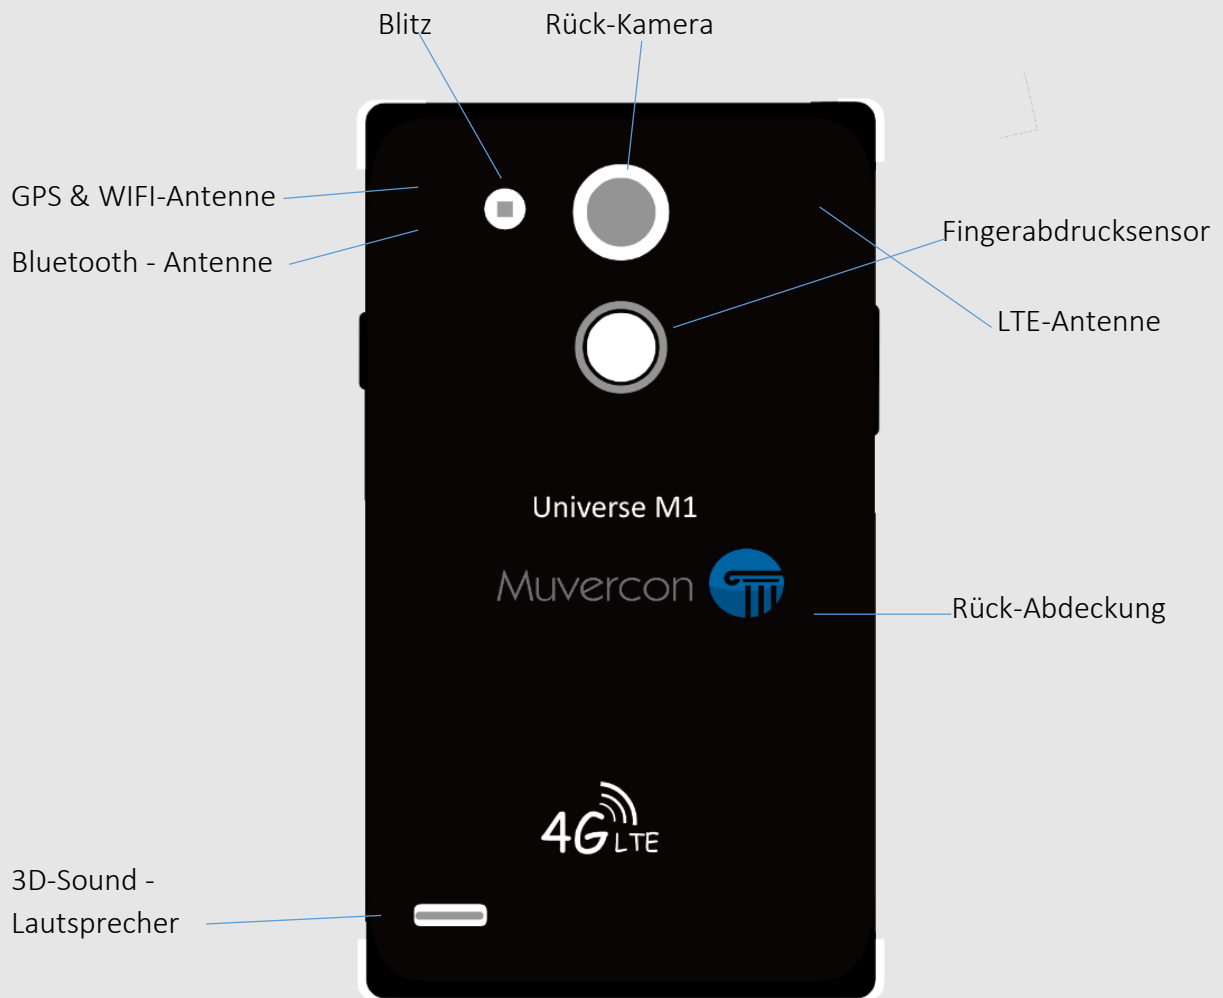 Blitz
Rück-Kamera
GPS & WIFI-Antenne
Bluetooth - Antenne
Fingerabdrucksensor
LTE-Antenne
Universe M1
Muvercon
Rück-Abdeckung
4G LTE
3D-Sound -
Lautsprecher